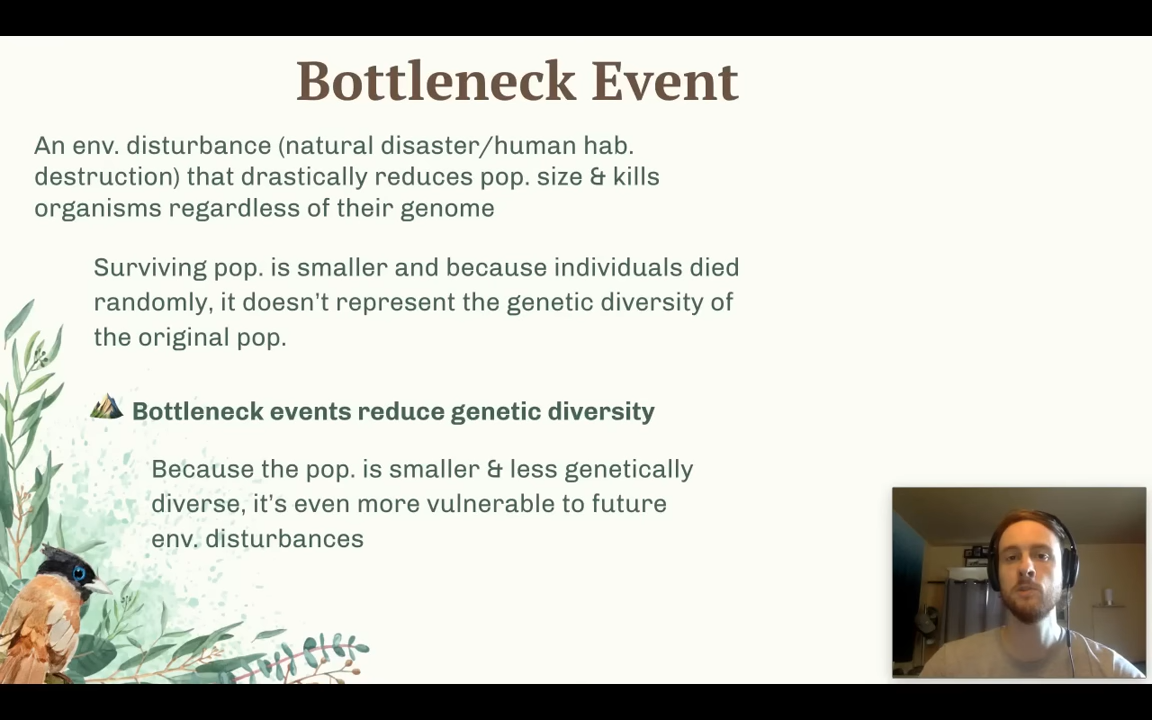 Bottleneck Event
An env. disturbance (natural disaster/human hab.
destruction) that drastically reduces pop. size & kills
organisms regardless of their genome
Surviving pop. is smaller and because individuals died
randomly, it doesn't represent the genetic diversity of
the original pop.
Bottleneck events reduce genetic diversity
Because the pop. is smaller & less genetically
diverse, it's even more vulnerable to future
env. disturbances